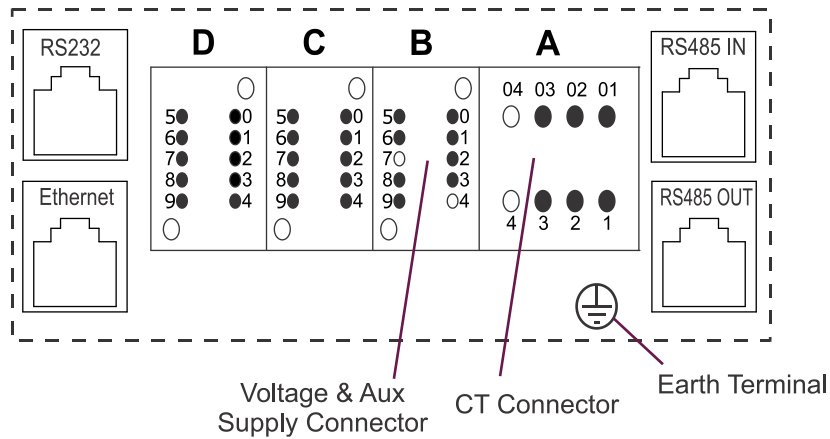 RS232 D C B A RS485 IN
04 03 02 01
5 0 5 0 5 0
6 1 6 1 6 1
7 2 7 2 7 2
8 3 8 3 8 3
9 4 9 4 9 4
Ethernet RS485 OUT
4 3 2 1
Voltage & Aux
Supply Connector
CT Connector
Earth Terminal